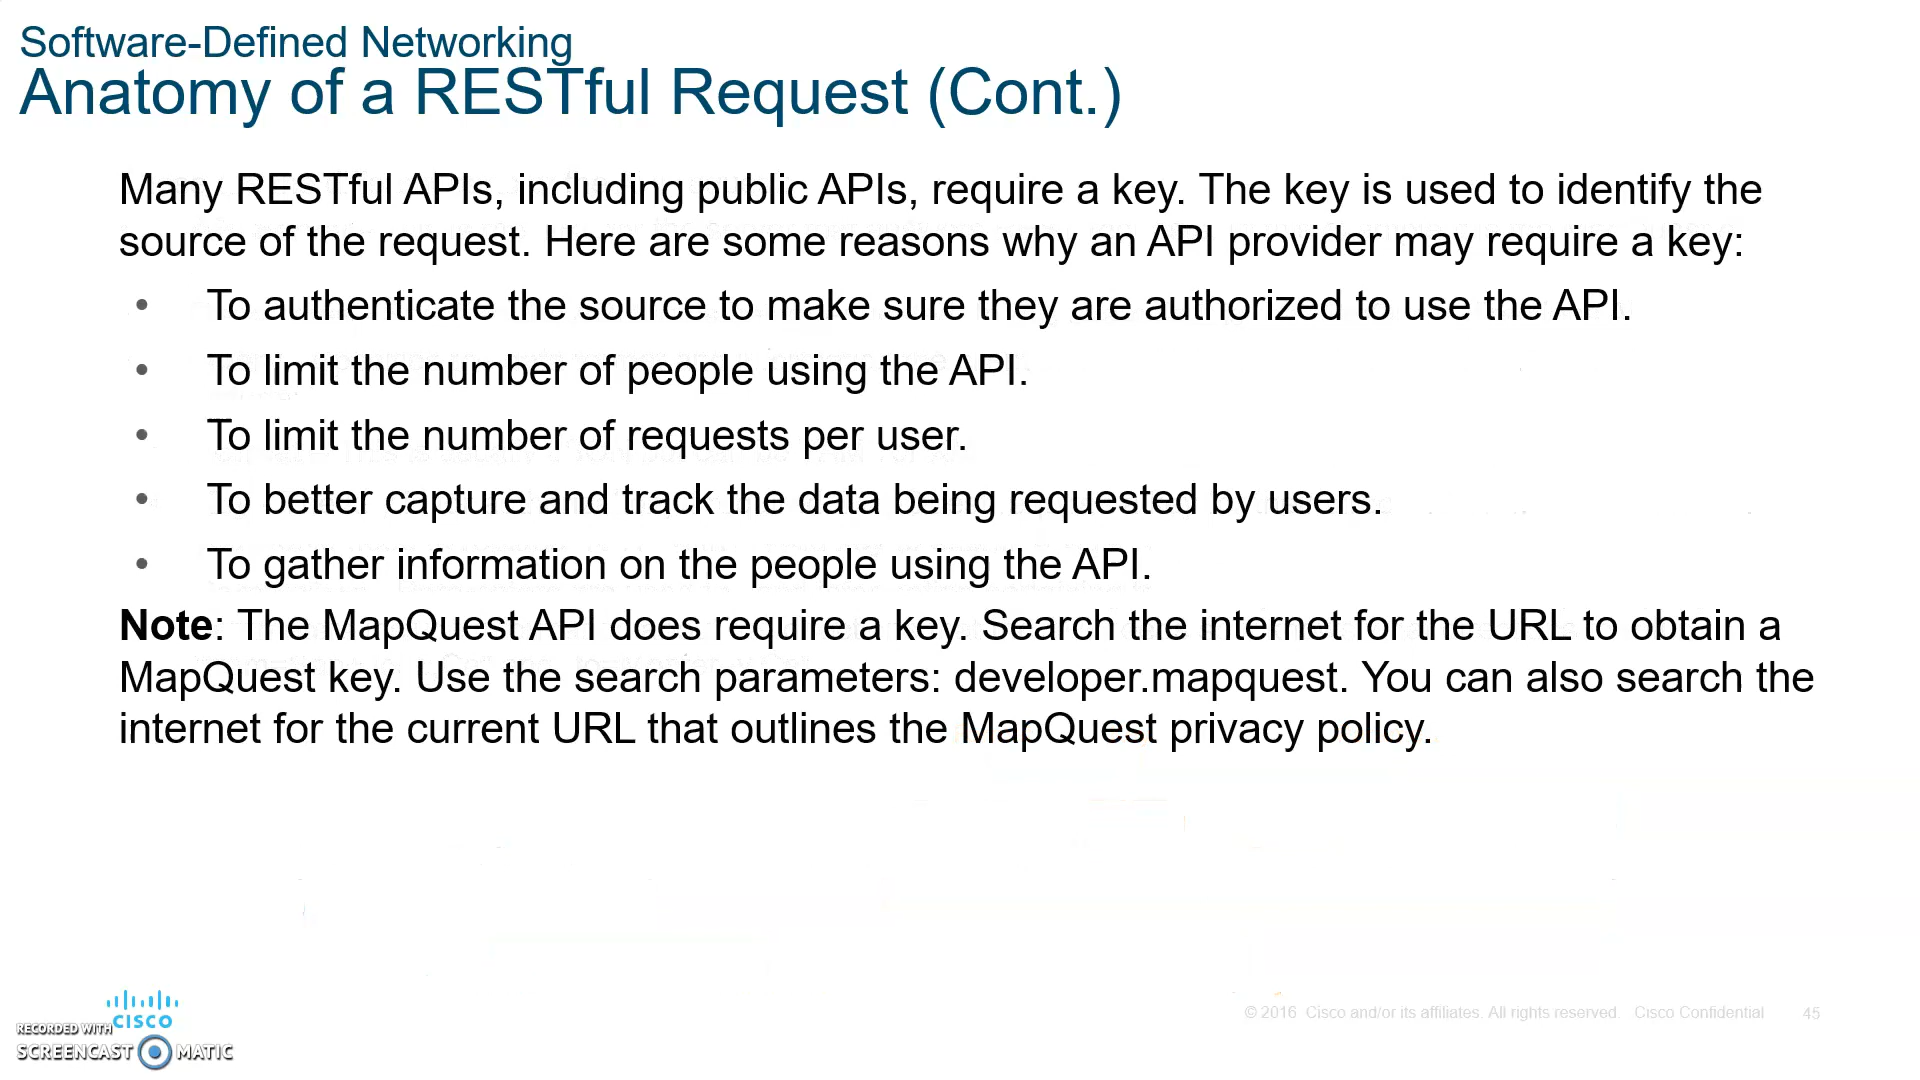 Software-Defined Networking
Anatomy of a RESTful Request (Cont.)
Many RESTful APIs, including public APIs, require a key. The key is used to identify the
source of the request. Here are some reasons why an API provider may require a key:
• To authenticate the source to make sure they are authorized to use the API.
• To limit the number of people using the API.
• To limit the number of requests per user.
• To better capture and track the data being requested by users.
• To gather information on the people using the API.
Note: The MapQuest API does require a key. Search the internet for the URL to obtain a
MapQuest key. Use the search parameters: developer.mapquest. You can also search the
internet for the current URL that outlines the MapQuest privacy policy.
CISCO
© 2016 Cisco and/or its affiliates. All rights reserved. Cisco Confidential 45
RECORDED WITH
SCREENCAST MATIC